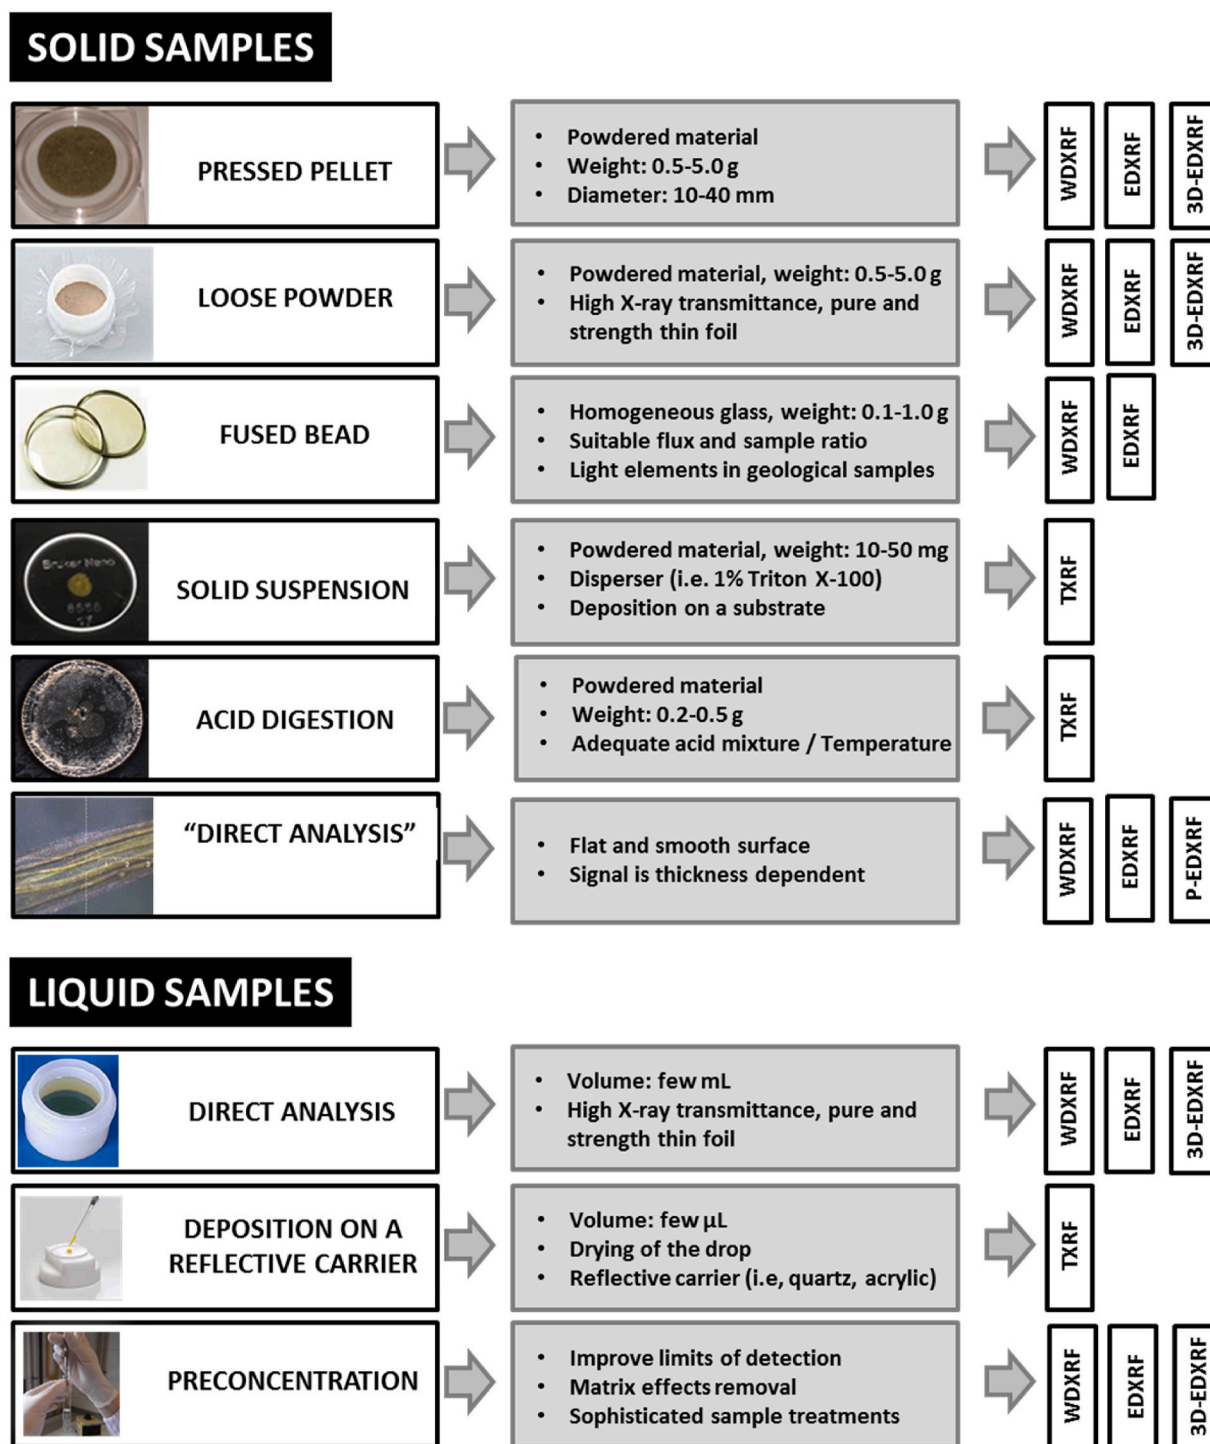 SOLID SAMPLES
PRESSED PELLET
• Powdered material
• Weight: 0.5-5.0 g
• Diameter: 10-40 mm
WDXRF
EDXRF
3D-EDXRF
LOOSE POWDER
• Powdered material, weight: 0.5-5.0 g
• High X-ray transmittance, pure and
strength thin foil
WDXRF
EDXRF
3D-EDXRF
FUSED BEAD
• Homogeneous glass, weight: 0.1-1.0 g
• Suitable flux and sample ratio
• Light elements in geological samples
WDXRF
EDXRF
Bruker Nano
SOLID SUSPENSION
• Powdered material, weight: 10-50 mg
• Disperser (i.e. 1% Triton X-100)
• Deposition on a substrate
TXRF
ACID DIGESTION
• Powdered material
• Weight: 0.2-0.5 g
• Adequate acid mixture / Temperature
TXRF
“DIRECT ANALYSIS”
• Flat and smooth surface
• Signal is thickness dependent
WDXRF
EDXRF
P-EDXRF
LIQUID SAMPLES
DIRECT ANALYSIS
• Volume: few mL
• High X-ray transmittance, pure and
strength thin foil
WDXRF
EDXRF
3D-EDXRF
DEPOSITION ON A
REFLECTIVE CARRIER
• Volume: few µL
• Drying of the drop
• Reflective carrier (i.e, quartz, acrylic)
TXRF
PRECONCENTRATION
• Improve limits of detection
• Matrix effects removal
• Sophisticated sample treatments
WDXRF
EDXRF
3D-EDXRF